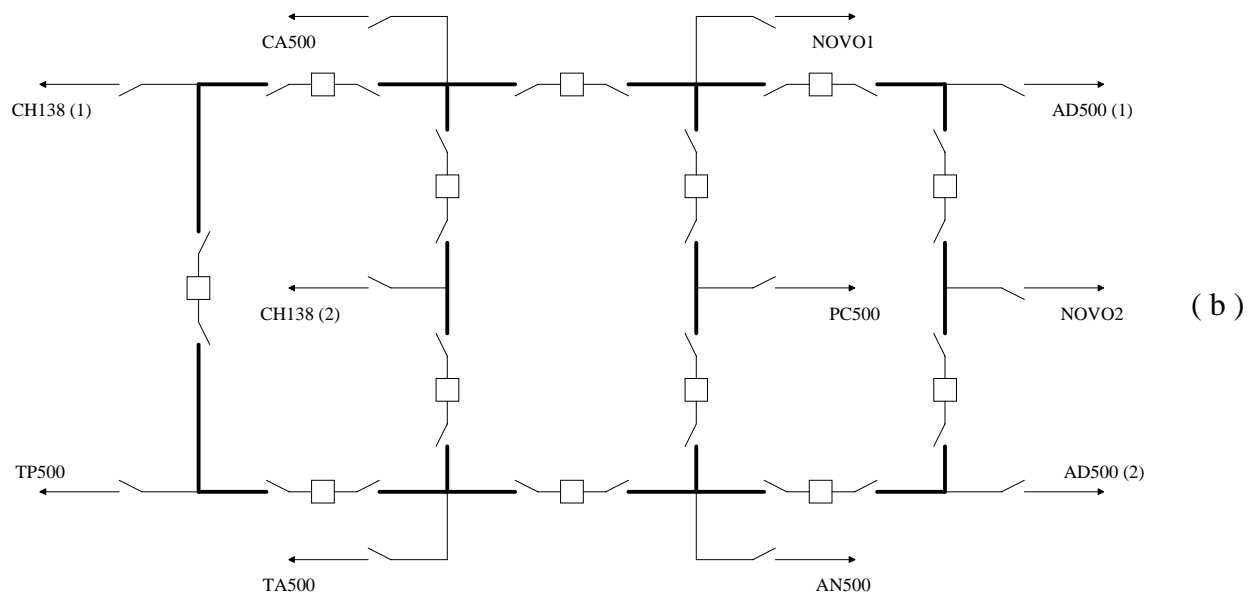 CA500
NOVO1
CH138 (1)
AD500 (1)
CH138 (2)
PC500
NOVO2
( b )
TP500
AD500 (2)
TA500
AN500